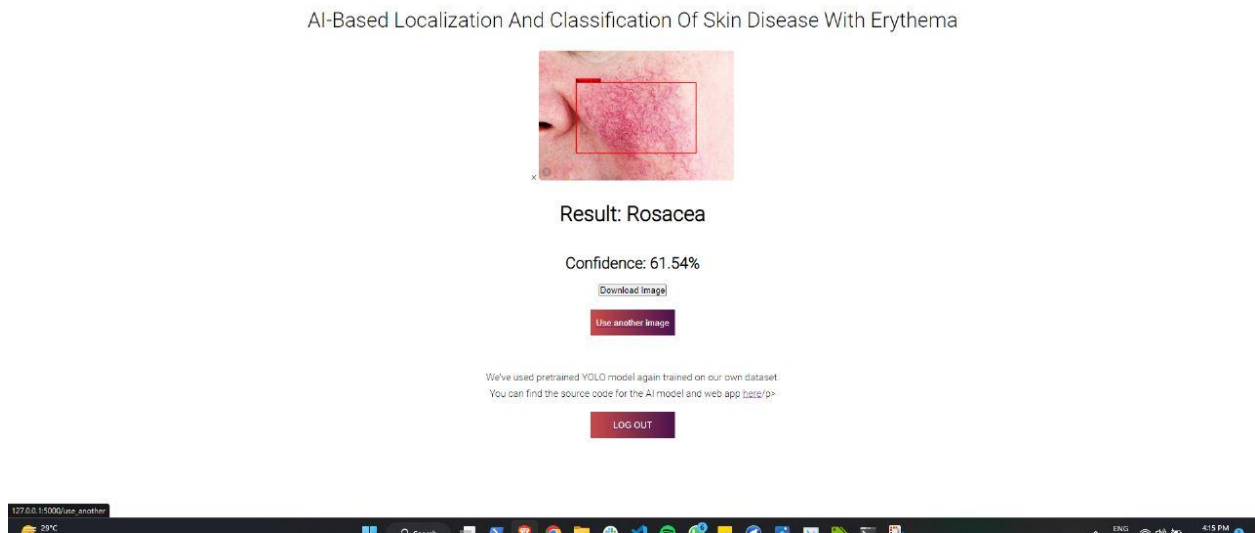 AI-Based Localization And Classification Of Skin Disease With Erythema
x
Result: Rosacea
Confidence: 61.54%
Download Image
Use another image
We've used pretrained YOLO model again trained on our own dataset.
You can find the source code for the AI model and web app here/p>
LOG OUT
127.0.0.1:5000/use_another
29°C
Search
ENG
4:15 PM